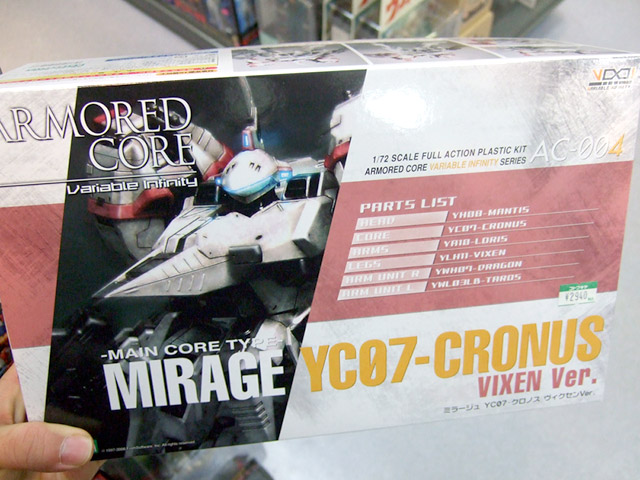 ARMORED
CORE
Variable Infinity
1/72 SCALE FULL ACTION PLASTIC KIT
ARMORED CORE VARIABLE INFINITY SERIES
AC-004
PARTS LIST
HEAD YH08-MANTIS
CORE YC07-CRONUS
ARMS YA10-LORIS
LEGS YLA11-VIXEN
ARM UNIT R YWH07-DRAGON
ARM UNIT L YWL03LB-TAROS
¥2940
-MAIN CORE TYPE-
MIRAGE YC07-CRONUS
VIXEN Ver.
ミラージュ YC07 クロノス ヴィクセンVer.